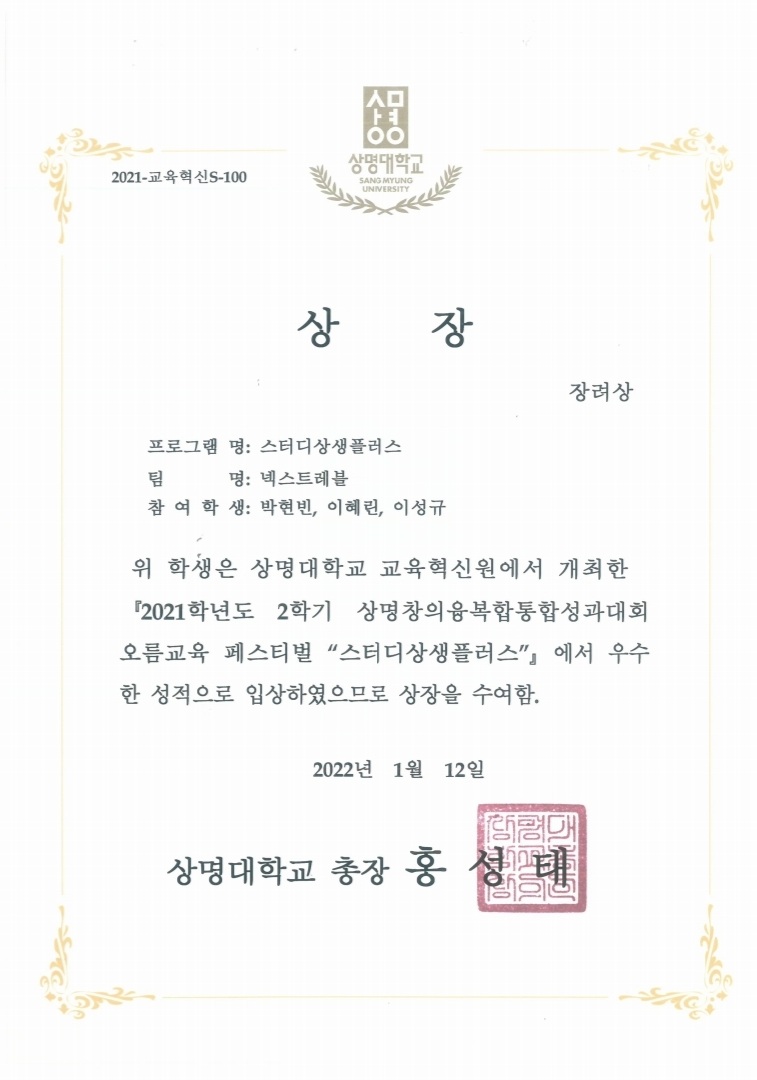 상명
상명대학교
SANGMYUNG
UNIVERSITY
2021-교육혁신S-100
상 장
장려상
프로그램 명: 스터디상생플러스
팀 명: 넥스트레블
참 여 학 생: 박현빈, 이혜린, 이성규
위 학생은 상명대학교 교육혁신원에서 개최한
『2021학년도 2학기 상명창의융복합통합성과대회
오름교육 페스티벌 “스터디상생플러스”』 에서 우수
한 성적으로 입상하였으므로 상장을 수여함.
2022년 1월 12일
상명대학교 총장 홍 성 태